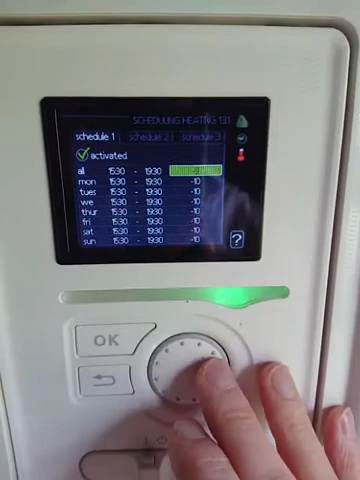 SCHEDULING HEATING 1.3.1
schedule 1 schedule 2 schedule 3
activated
all 15:30 - 19:30 -9
mon 15:30 - 19:30 -10
tues 15:30 - 19:30 -10
we 15:30 - 19:30 -10
thur 15:30 - 19:30 -10
fri 15:30 - 19:30 -10
sat 15:30 - 19:30 -10
sun 15:30 - 19:30 -10
?
OK